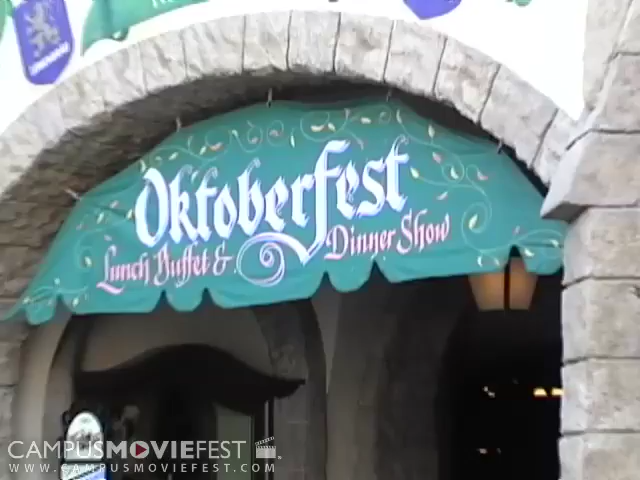 Oktoberfest
Lunch Buffet &
Dinner Show
CAMPUSMOVIEFEST
WWW.CAMPUSMOVIEFEST.COM